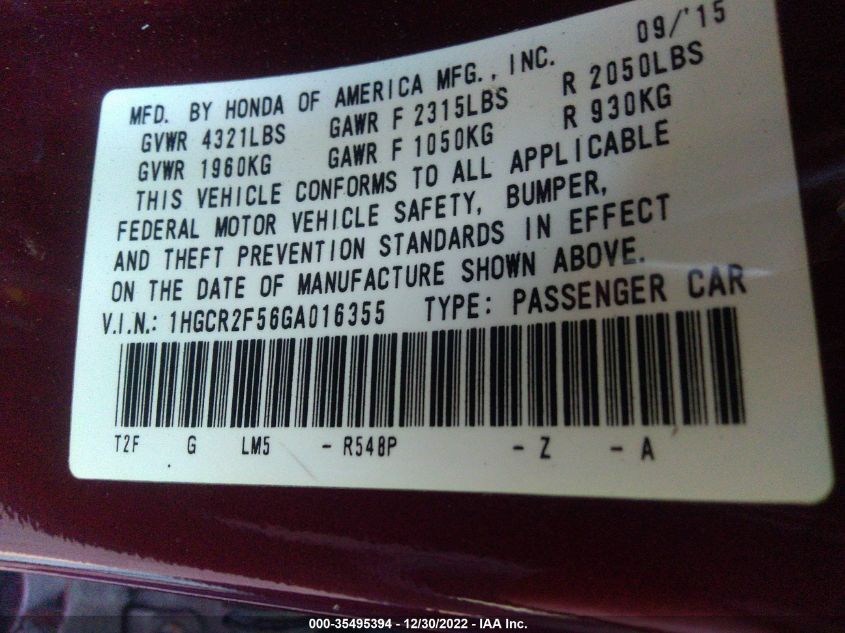 09/'15
MFD. BY HONDA OF AMERICA MFG., INC.
GVWR 4321LBS GAWR F 2315LBS R 2050LBS
GVWR 1960KG GAWR F 1050KG R 930KG
THIS VEHICLE CONFORMS TO ALL APPLICABLE
FEDERAL MOTOR VEHICLE SAFETY, BUMPER,
AND THEFT PREVENTION STANDARDS IN EFFECT
ON THE DATE OF MANUFACTURE SHOWN ABOVE.
V.I.N.: 1HGCR2F56GA016355 TYPE: PASSENGER CAR
T2F G LM5 - R548P - Z - A
000-35495394 - 12/30/2022 - IAA Inc.